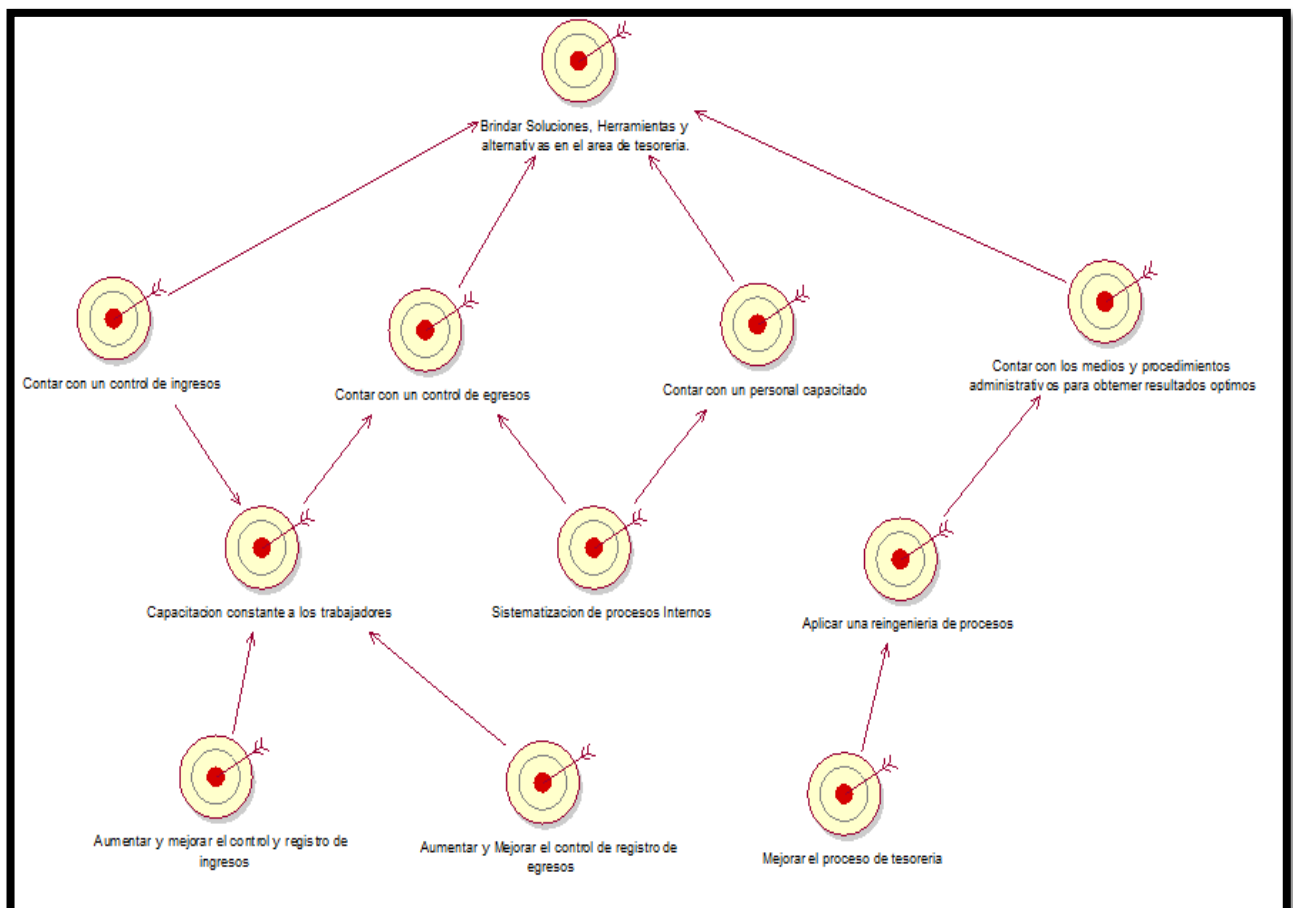 Brindar Soluciones, Herramientas y
alternativas en el area de tesoreria.
Contar con un control de ingresos
Contar con un control de egresos
Contar con un personal capacitado
Contar con los medios y procedimientos
administrativos para obtemer resultados optimos
Capacitacion constante a los trabajadores
Sistematizacion de procesos Internos
Aplicar una reingenieria de procesos
Aumentar y mejorar el control y registro de
ingresos
Aumentar y Mejorar el control de registro de
egresos
Mejorar el proceso de tesoreria